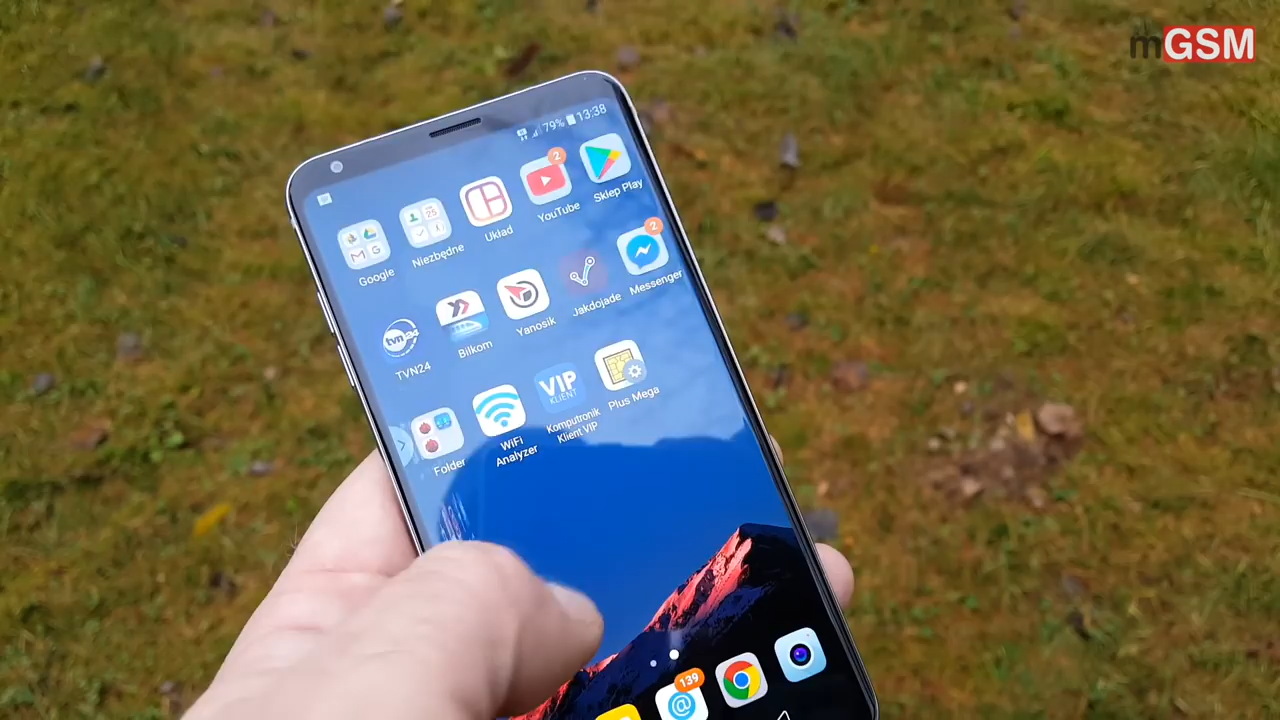 mGSM
79% 13:38
Google
Niezbędne
25
Układ
2
YouTube
Sklep Play
tvn24
TVN24
Bilkom
Yanosik
Jakdojade
2
Messenger
Folder
WiFi
Analyzer
VIP
KLIENT
Komputronik
Klient VIP
Plus Mega
139
@